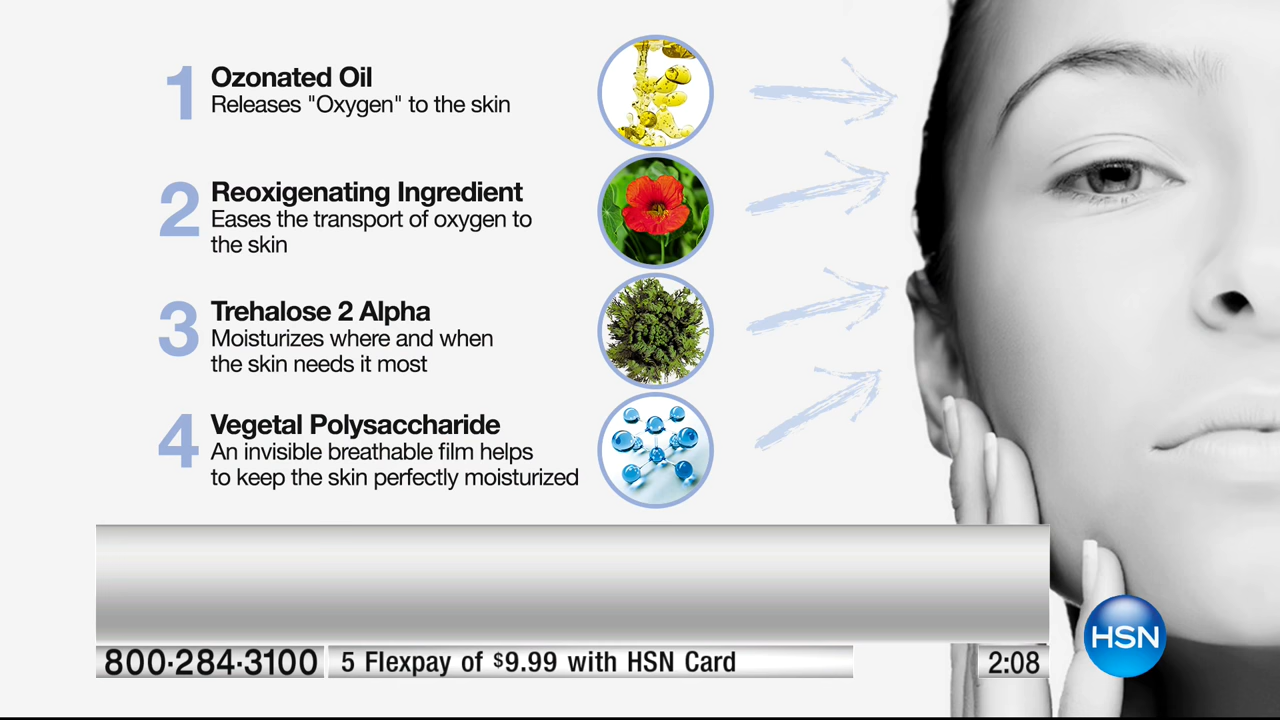 1 Ozonated Oil
Releases "Oxygen" to the skin
2 Reoxigenating Ingredient
Eases the transport of oxygen to
the skin
3 Trehalose 2 Alpha
Moisturizes where and when
the skin needs it most
4 Vegetal Polysaccharide
An invisible breathable film helps
to keep the skin perfectly moisturized
HSN
800·284·3100 5 Flexpay of $9.99 with HSN Card 2:08